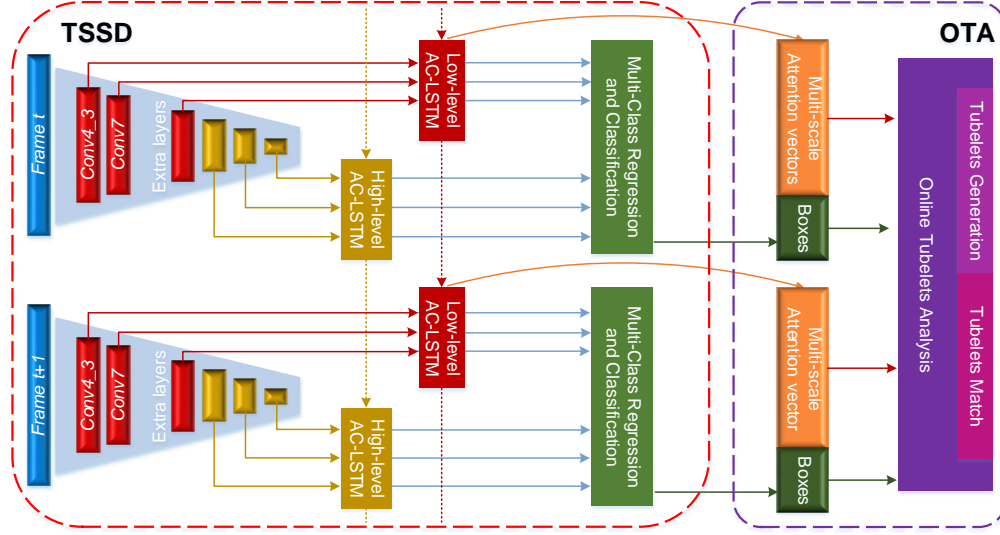 TSSD
OTA
Frame t
Conv4_3
Conv7
Extra layers
Low-level
AC-LSTM
High-level
AC-LSTM
Multi-Class Regression
and Classification
Multi-scale
Attention vectors
Boxes
Online Tubelets Analysis
Tubelets Generation
Tubelets Match
Frame t+1
Conv4_3
Conv7
Extra layers
Low-level
AC-LSTM
High-level
AC-LSTM
Multi-Class Regression
and Classification
Multi-scale
Attention vector
Boxes